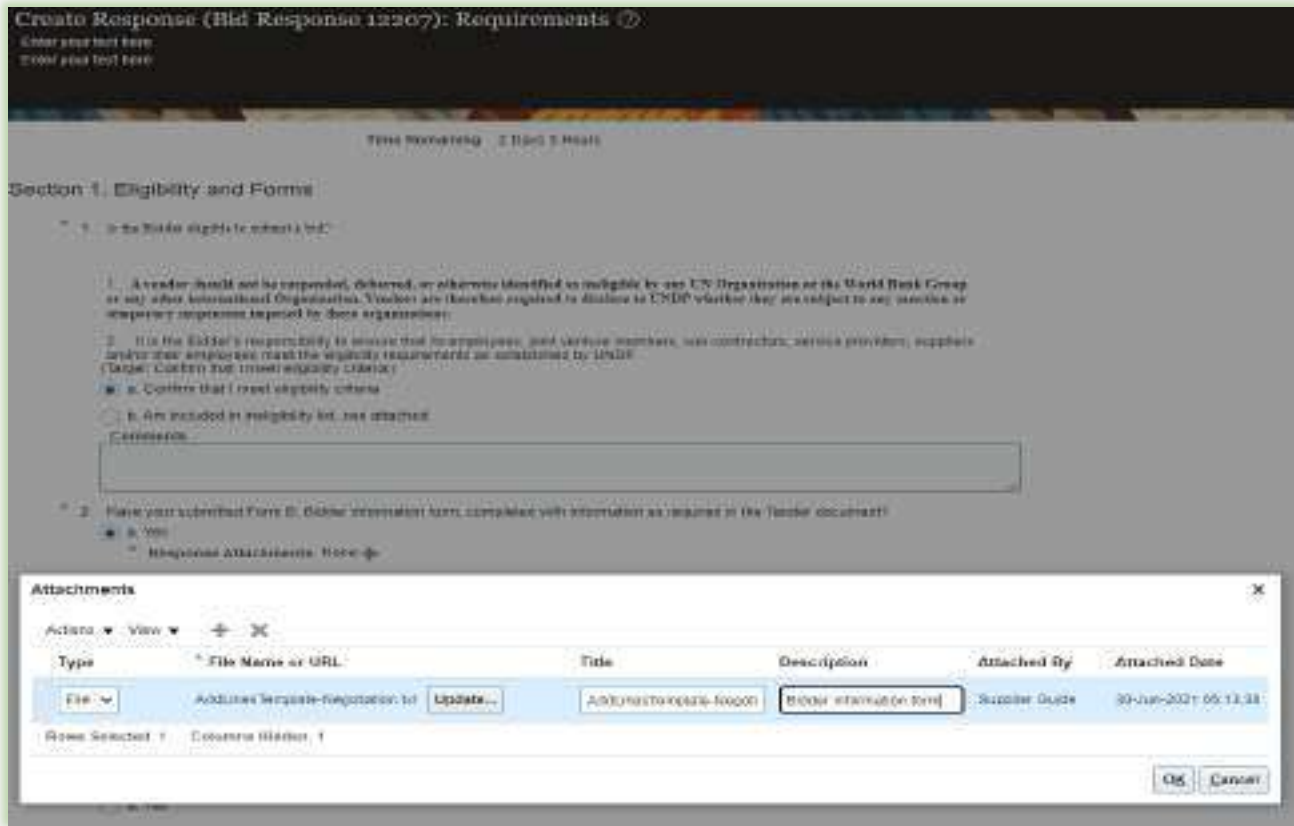 Create Response (Bid Response 12207): Requirements
Enter your text here
Enter your text here
Time Remaining 2 Days 5 Hours
Section 1. Eligibility and Forms
* 1. Is the Bidder eligible to submit a bid?
1. A vendor should not be suspended, debarred, or otherwise identified as ineligible by any UN Organization or the World Bank Group
or any other international Organization. Vendors are therefore required to disclose to UNDP whether they are subject to any sanction or
temporary suspension imposed by these organizations.
2. It is the Bidder's responsibility to ensure that its employees, joint venture members, sub contractors, service providers, suppliers
and/or their employees meet the eligibility requirements as established by UNDP.
(Target: Confirm that I meet eligibility criteria)
a. Confirm that I meet eligibility criteria
b. Am included in ineligibility list, see attached
Comments
* 2. Have you submitted Form B: Bidder Information form, completed with information as required in the Tender document?
a. Yes
* Response Attachments None
Attachments
Actions View
Type * File Name or URL Title Description Attached By Attached Date
File AddLinesTemplate-Negotiation.txt Update... AddLinesTemplate-Negoti Bidder information form Supplier Guide 30-Jun-2021
Rows Selected 1 Columns Hidden 1
OK Cancel